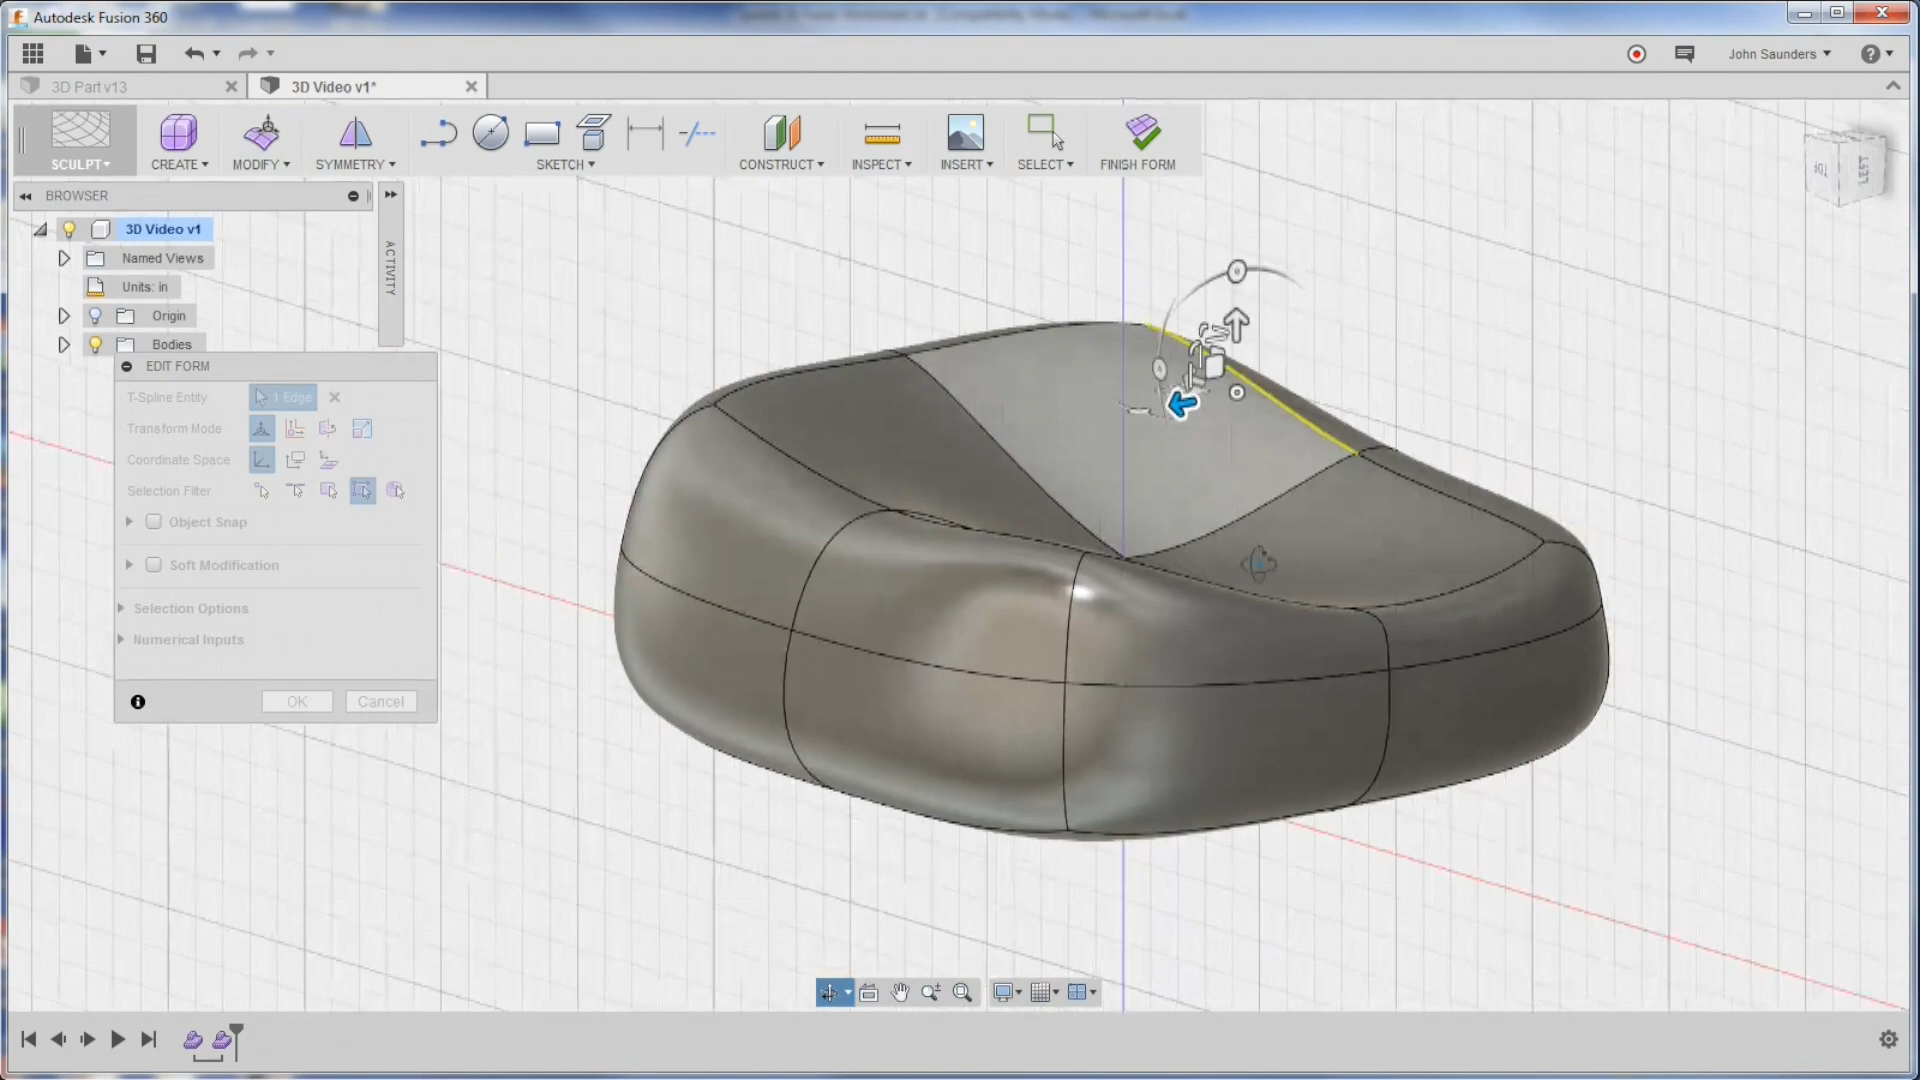 Autodesk Fusion 360
John Saunders
3D Part v13
3D Video v1*
SCULPT
CREATE
MODIFY
SYMMETRY
SKETCH
CONSTRUCT
INSPECT
INSERT
SELECT
FINISH FORM
LEFT
TOP
BROWSER
ACTIVITY
3D Video v1
Named Views
Units: in
Origin
Bodies
EDIT FORM
T-Spline Entity
1 Edge
Transform Mode
Coordinate Space
Selection Filter
Object Snap
Soft Modification
Selection Options
Numerical Inputs
OK
Cancel